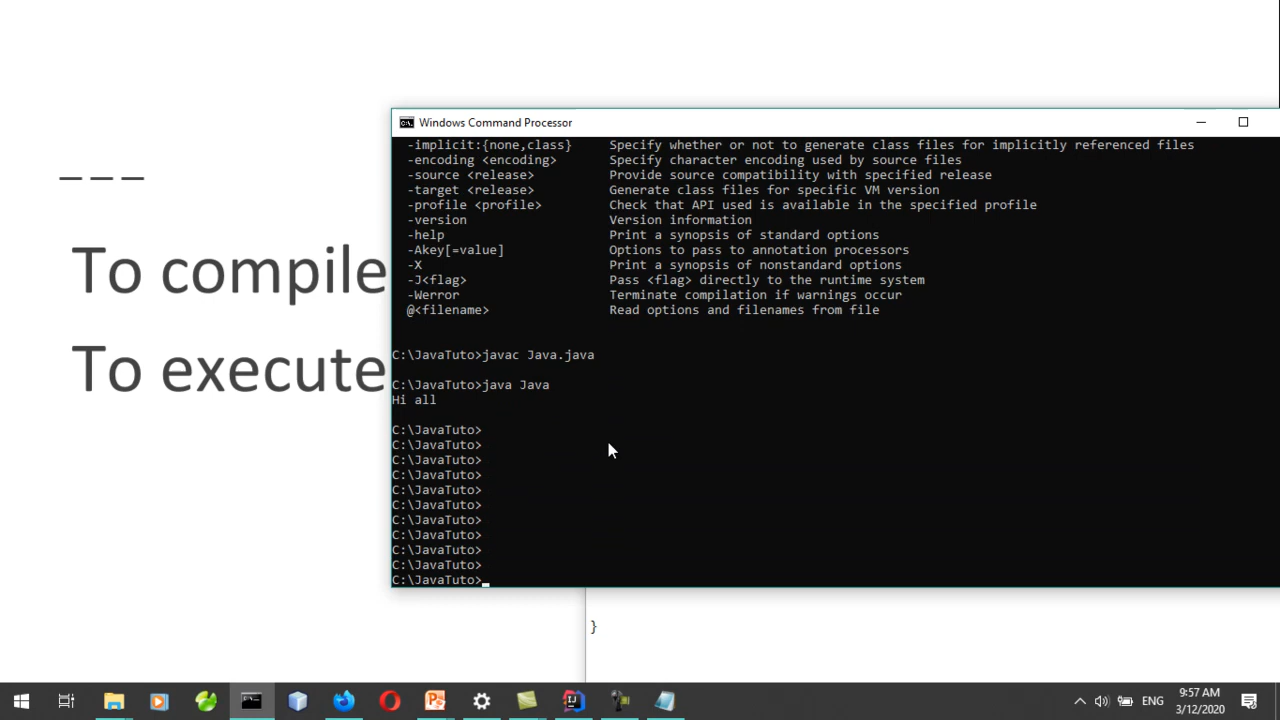 Windows Command Processor
-implicit:{none,class} Specify whether or not to generate class files for implicitly referenced files
-encoding <encoding> Specify character encoding used by source files
-source <release> Provide source compatibility with specified release
-target <release> Generate class files for specific VM version
-profile <profile> Check that API used is available in the specified profile
-version Version information
-help Print a synopsis of standard options
-Akey[=value] Options to pass to annotation processors
-X Print a synopsis of nonstandard options
-J<flag> Pass <flag> directly to the runtime system
-Werror Terminate compilation if warnings occur
@<filename> Read options and filenames from file
C:\JavaTuto>javac Java.java
C:\JavaTuto>java Java
Hi all
C:\JavaTuto>
C:\JavaTuto>
C:\JavaTuto>
C:\JavaTuto>
C:\JavaTuto>
C:\JavaTuto>
C:\JavaTuto>
C:\JavaTuto>
C:\JavaTuto>
C:\JavaTuto>
C:\JavaTuto>
_ _ _
To compile
To execute
}
ENG
9:57 AM
3/12/2020